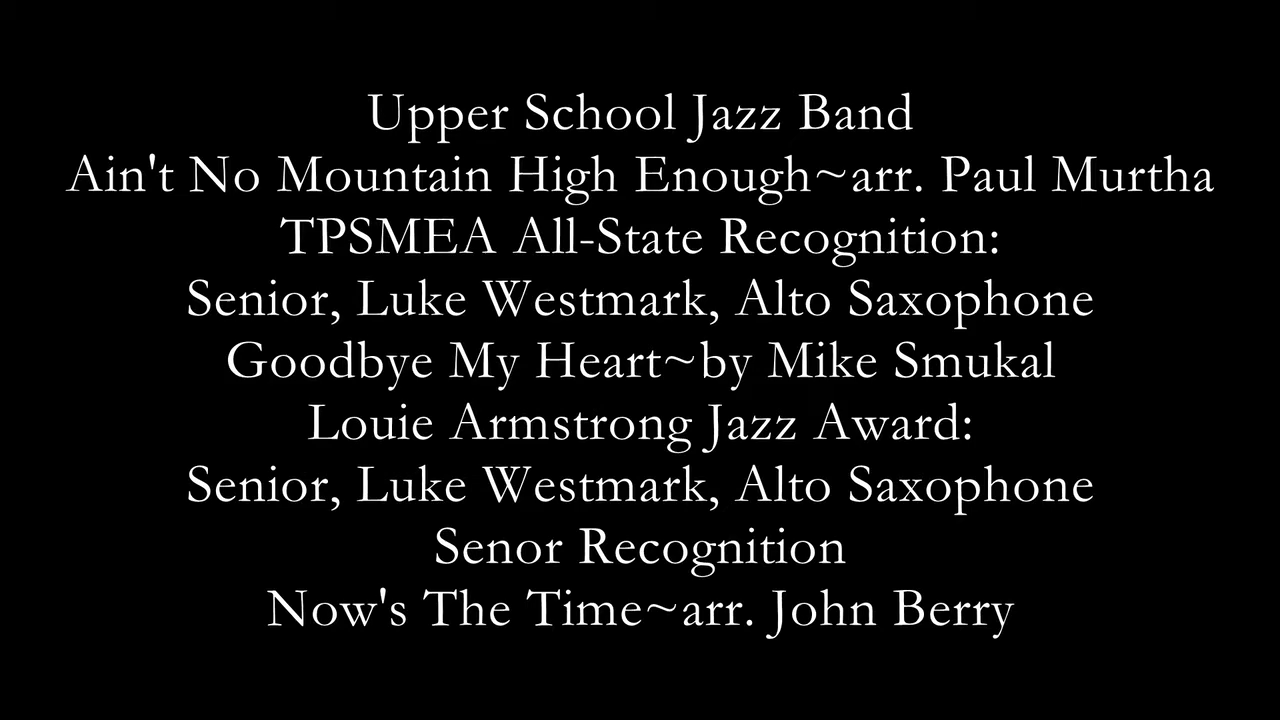 Upper School Jazz Band
Ain't No Mountain High Enough~arr. Paul Murtha
TPSMEA All-State Recognition:
Senior, Luke Westmark, Alto Saxophone
Goodbye My Heart~by Mike Smukal
Louie Armstrong Jazz Award:
Senior, Luke Westmark, Alto Saxophone
Senor Recognition
Now's The Time~arr. John Berry